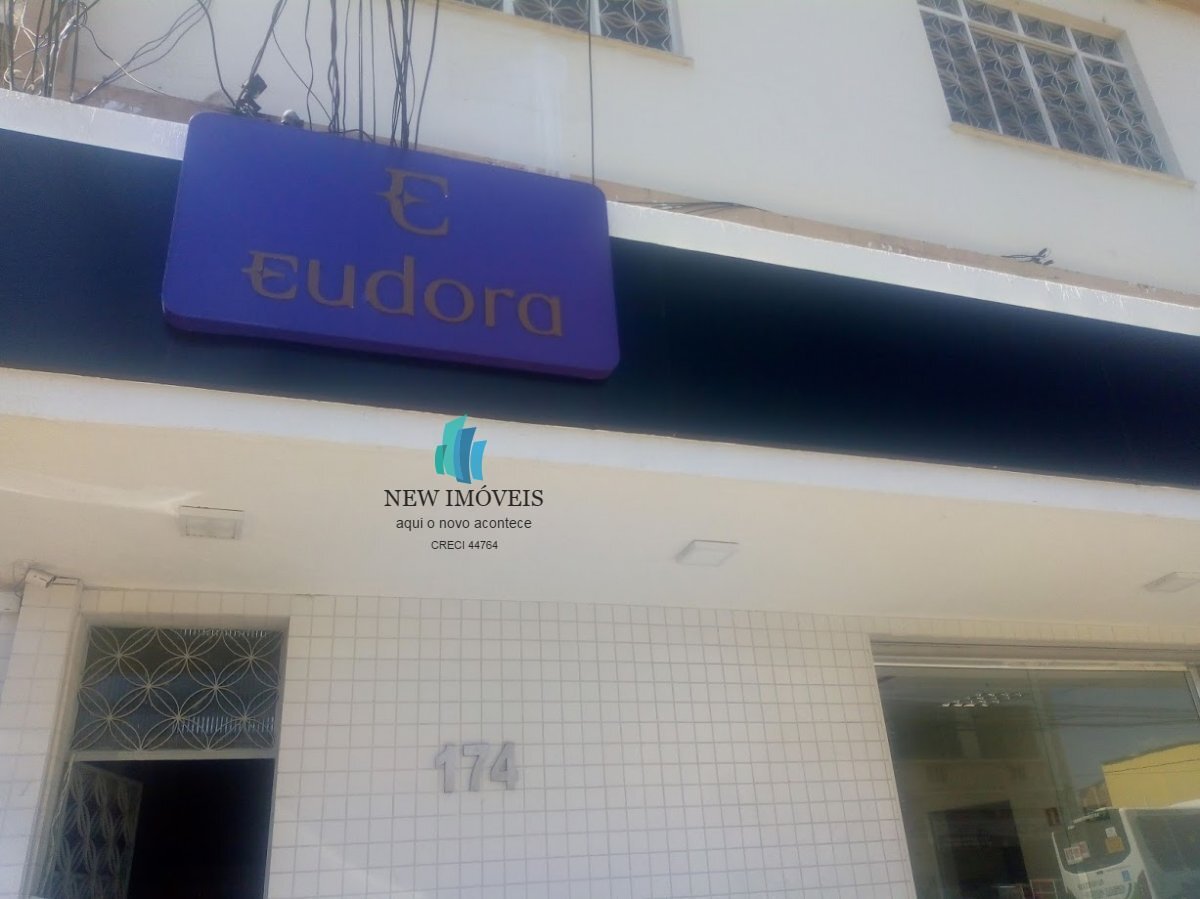 E
Eudora
NEW IMÓVEIS
aqui o novo acontece
CRECI 44764
174